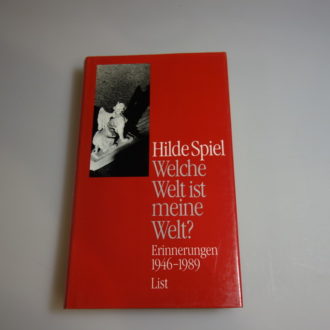 Hilde Spiel
Welche
Welt ist
meine
Welt?
Erinnerungen
1946–1989
List